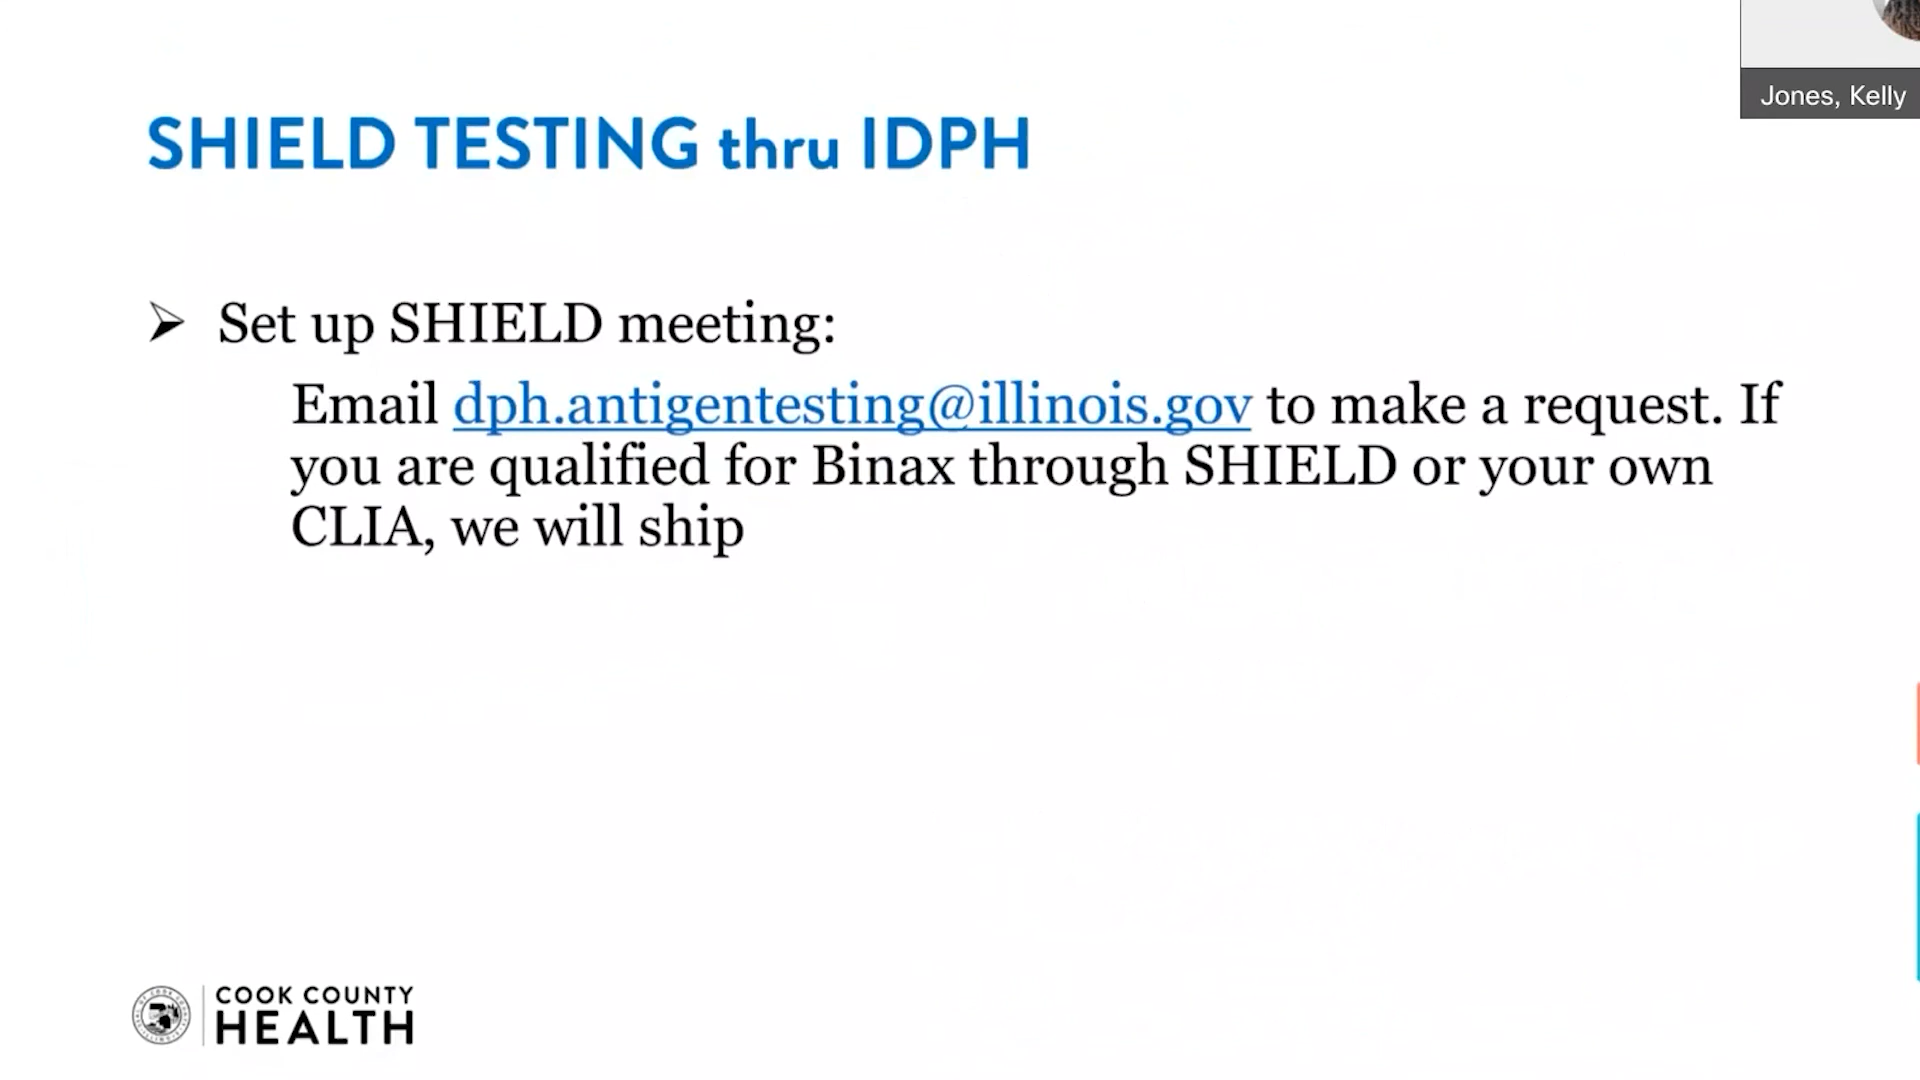 Jones, Kelly
SHIELD TESTING thru IDPH
Set up SHIELD meeting:
Email dph.antigentesting@illinois.gov to make a request. If
you are qualified for Binax through SHIELD or your own
CLIA, we will ship
COOK COUNTY
HEALTH